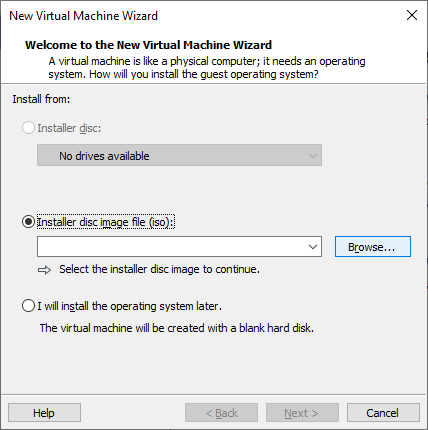 New Virtual Machine Wizard
Welcome to the New Virtual Machine Wizard
A virtual machine is like a physical computer; it needs an operating
system. How will you install the guest operating system?
Install from:
Installer disc:
No drives available
Installer disc image file (iso):
Browse...
Select the installer disc image to continue.
I will install the operating system later.
The virtual machine will be created with a blank hard disk.
Help
< Back
Next >
Cancel